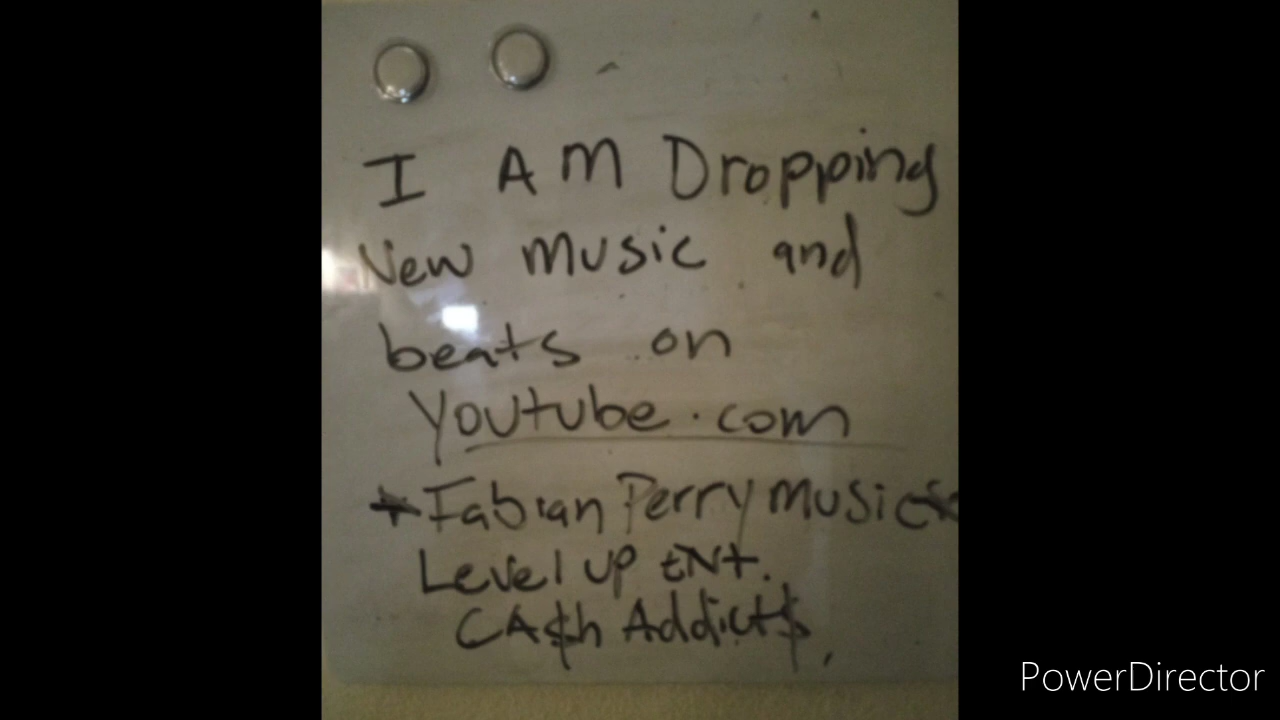 I AM Dropping
New music and
beats on
Youtube.com
*Fabian Perry music*
Level up ENt.
CA$h Addict$,
PowerDirector